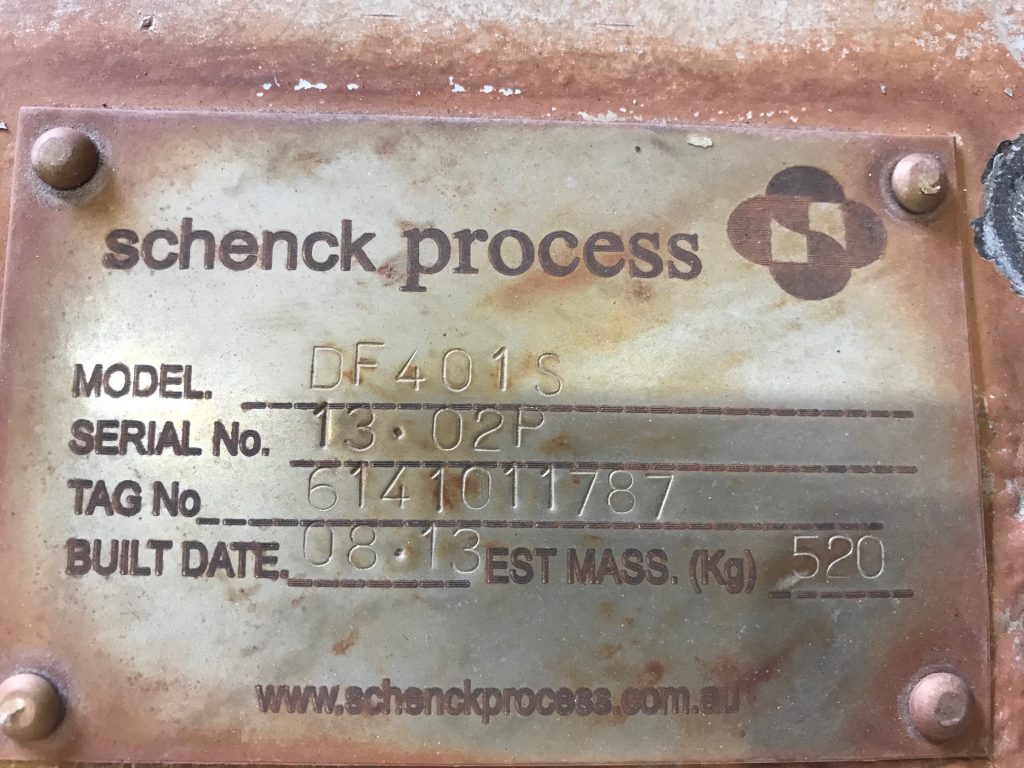 schenck process
MODEL. DF401S
SERIAL No. 13.02P
TAG No 6141011787
BUILT DATE. 08.13 EST MASS. (Kg) 520
www.schenckprocess.com.au